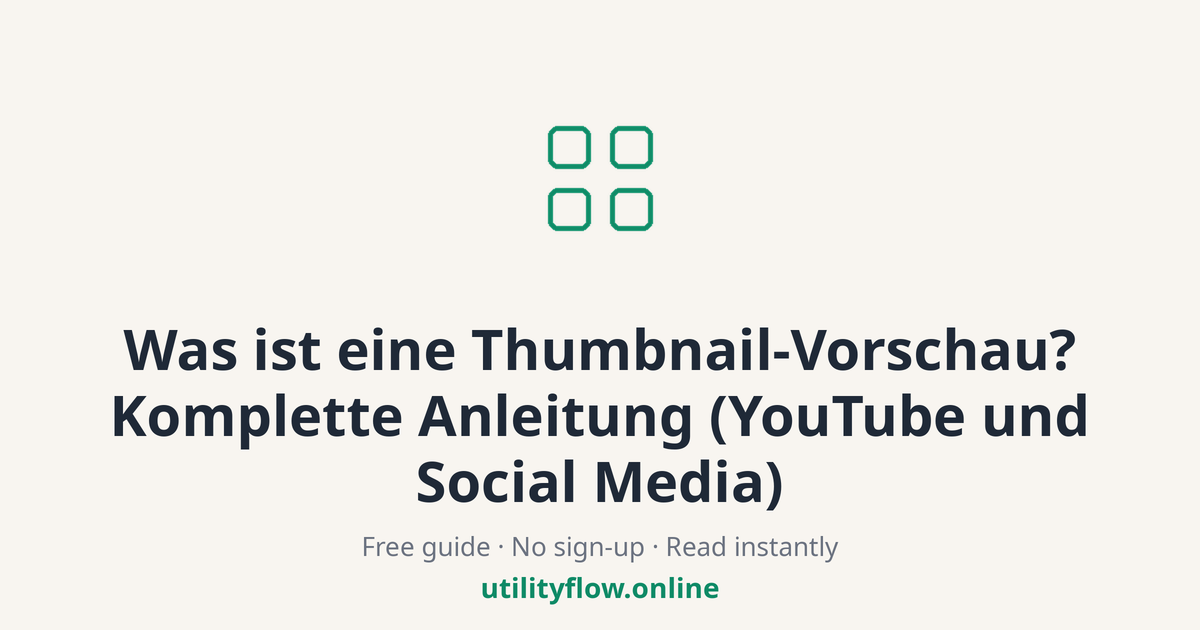 Was ist eine Thumbnail-Vorschau?
Komplette Anleitung (YouTube und
Social Media)
Free guide · No sign-up · Read instantly
utilityflow.online